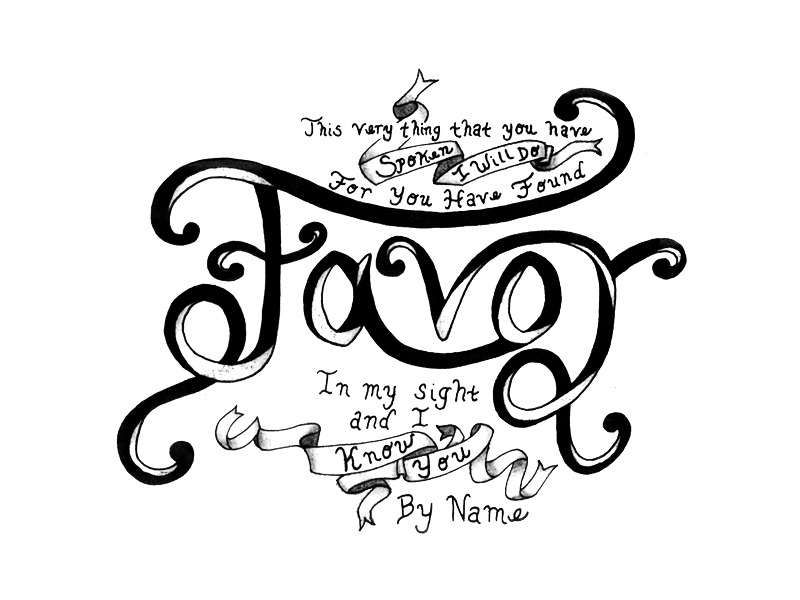 This very thing that you have
Spoken I Will Do
For You Have Found
Favor
In my sight
and I
Know You
By Name